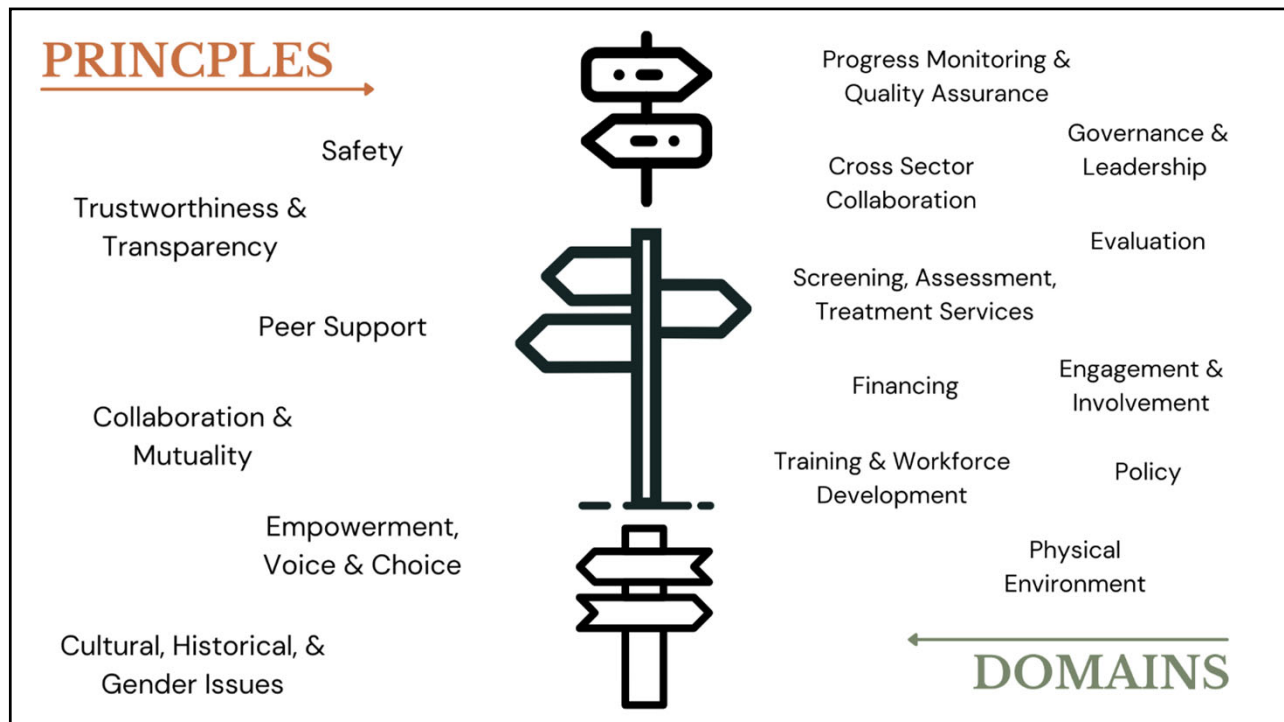 PRINCPLES
Safety
Trustworthiness &
Transparency
Peer Support
Collaboration &
Mutuality
Empowerment,
Voice & Choice
Cultural, Historical, &
Gender Issues
Progress Monitoring &
Quality Assurance
Governance &
Leadership
Cross Sector
Collaboration
Evaluation
Screening, Assessment,
Treatment Services
Engagement &
Involvement
Financing
Training & Workforce
Development
Policy
Physical
Environment
DOMAINS